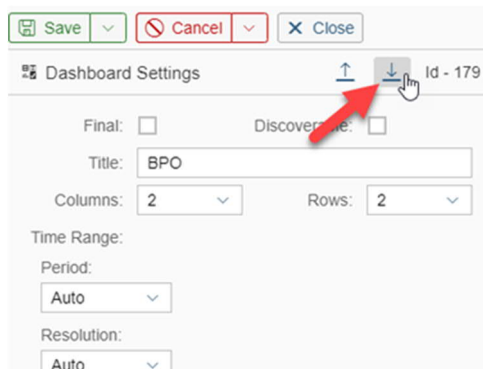 Save Cancel Close
Dashboard Settings Id - 179
Final: Discoverable:
Title: BPO
Columns: 2 Rows: 2
Time Range:
Period:
Auto
Resolution:
Auto